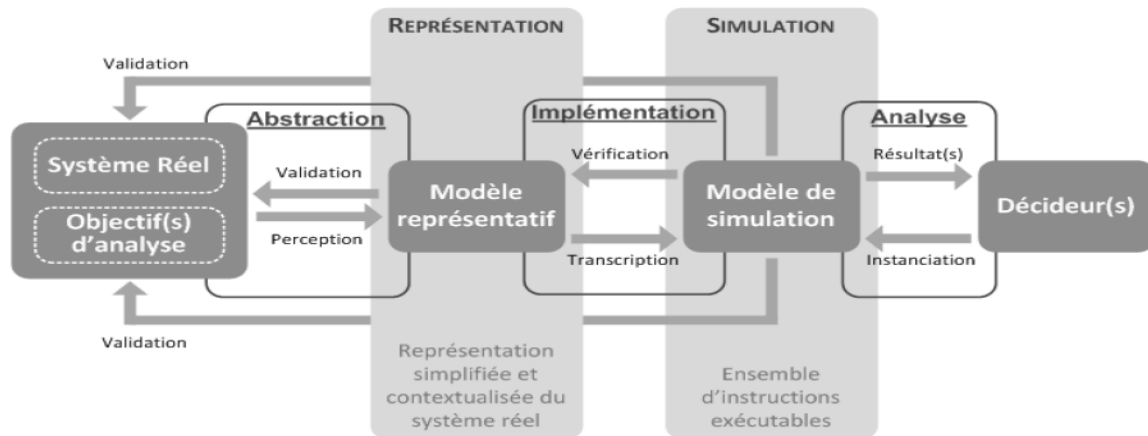 REPRÉSENTATION
SIMULATION
Validation
Abstraction
Implémentation
Analyse
Système Réel
Objectif(s)
d'analyse
Validation
Perception
Modèle
représentatif
Vérification
Transcription
Modèle de
simulation
Résultat(s)
Instanciation
Décideur(s)
Validation
Représentation
simplifiée et
contextualisée du
système réel
Ensemble
d'instructions
exécutables